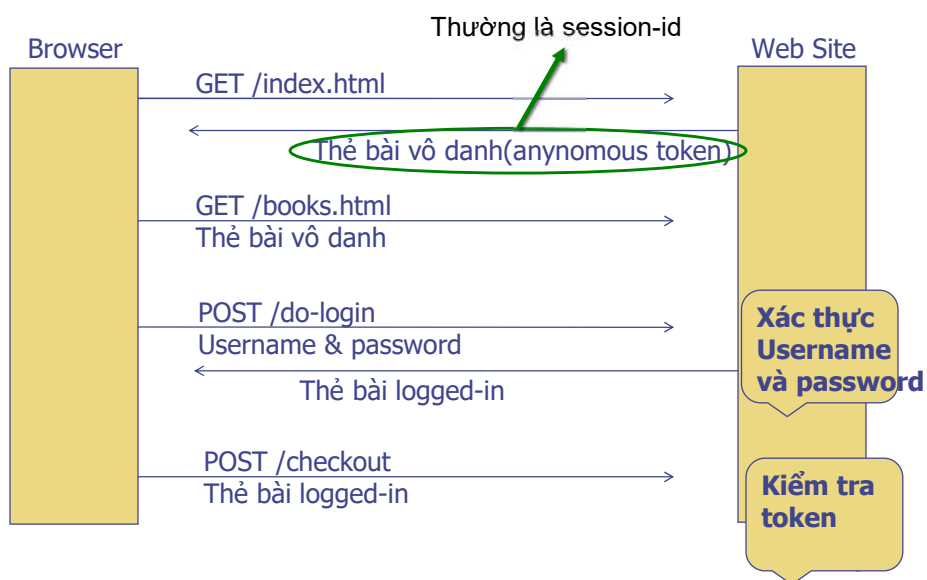 Thường là session-id
Browser
Web Site
GET /index.html
Thẻ bài vô danh(anynomous token)
GET /books.html
Thẻ bài vô danh
POST /do-login
Username & password
Xác thực
Username
và password
Thẻ bài logged-in
POST /checkout
Thẻ bài logged-in
Kiểm tra
token